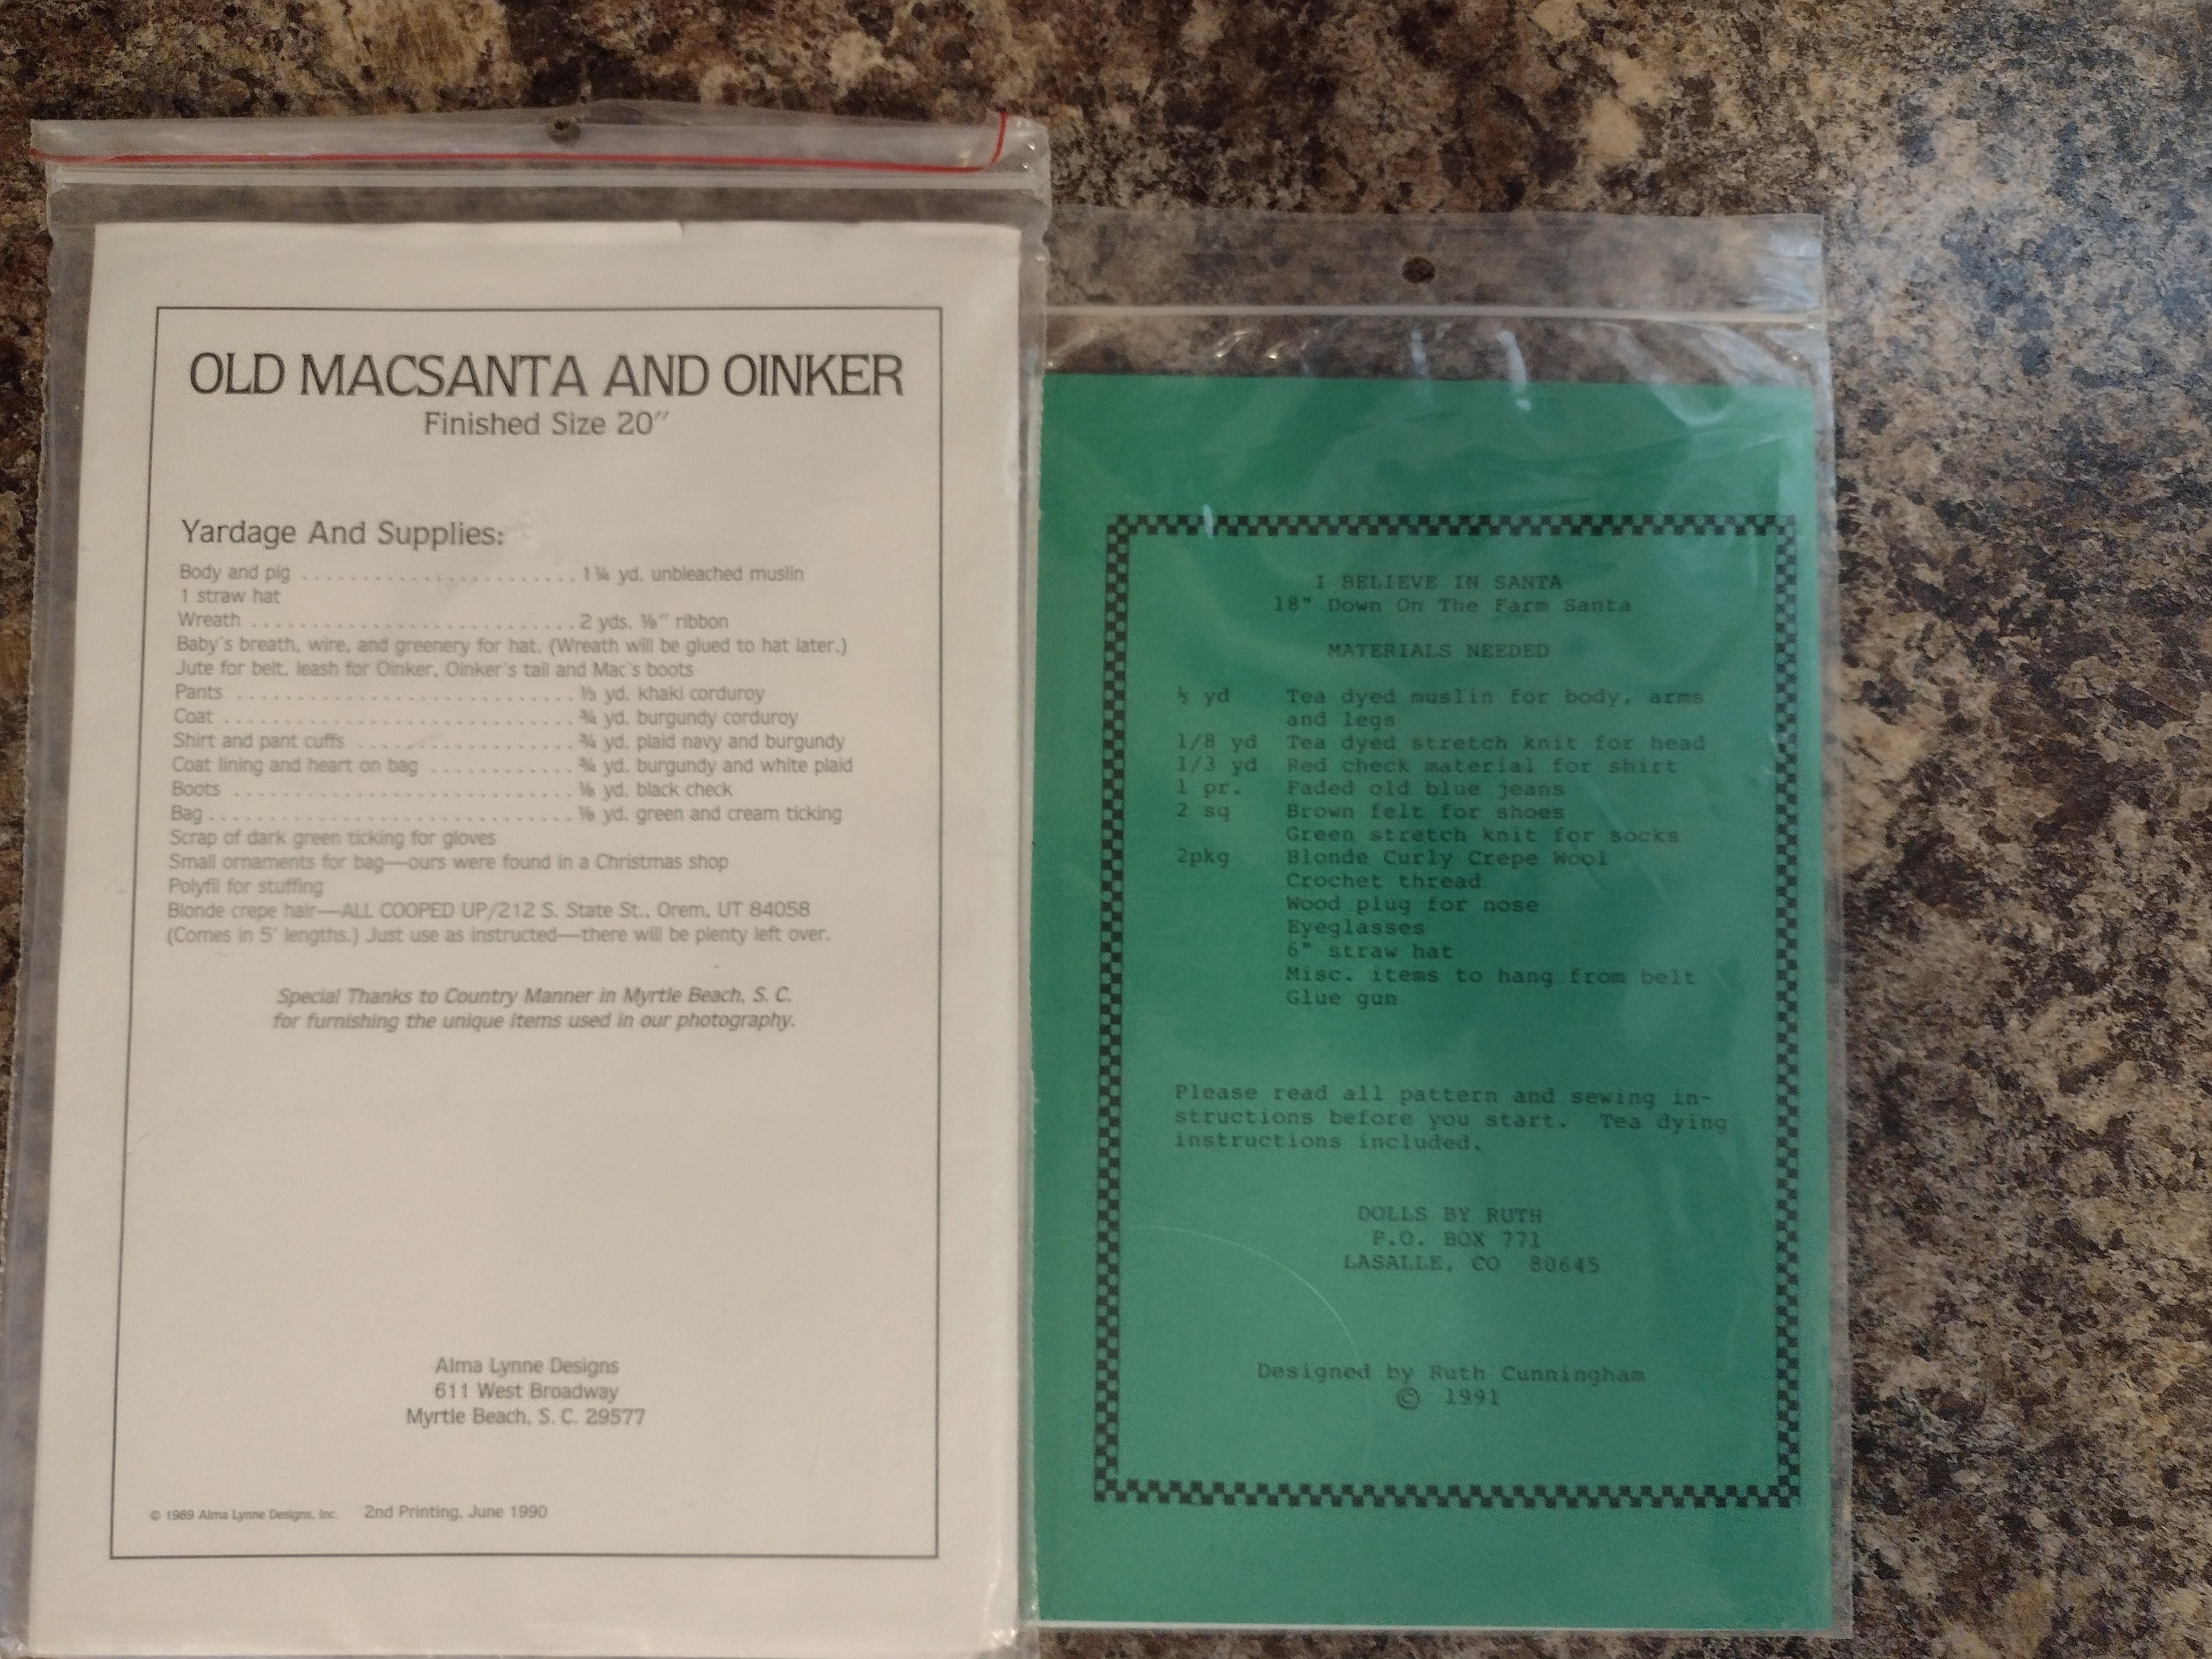 OLD MACSANTA AND OINKER
Finished Size 20″
Yardage And Supplies:
Body and pig ....................... 1¼ yd. unbleached muslin
1 straw hat
Wreath ........................... 2 yds. ⅛″ ribbon
Baby's breath, wire, and greenery for hat. (Wreath will be glued to hat later.)
Jute for belt, leash for Oinker, Oinker's tail and Mac's boots
Pants ............................. ⅓ yd. khaki corduroy
Coat .............................. ¾ yd. burgundy corduroy
Shirt and pant cuffs .................. ¾ yd. plaid navy and burgundy
Coat lining and heart on bag ............ ¾ yd. burgundy and white plaid
Boots ............................. ⅛ yd. black check
Bag ............................... ⅛ yd. green and cream ticking
Scrap of dark green ticking for gloves
Small ornaments for bag—ours were found in a Christmas shop
Polyfil for stuffing
Blonde crepe hair—ALL COOPED UP/212 S. State St., Orem, UT 84058
(Comes in 5′ lengths.) Just use as instructed—there will be plenty left over.
Special Thanks to Country Manner in Myrtle Beach, S. C.
for furnishing the unique items used in our photography.
Alma Lynne Designs
611 West Broadway
Myrtle Beach, S. C. 29577
© 1989 Alma Lynne Designs, Inc. 2nd Printing, June 1990
I BELIEVE IN SANTA
18" Down On The Farm Santa
MATERIALS NEEDED
½ yd Tea dyed muslin for body, arms
and legs
1/8 yd Tea dyed stretch knit for head
1/3 yd Red check material for shirt
1 pr. Faded old blue jeans
2 sq Brown felt for shoes
Green stretch knit for socks
2pkg Blonde Curly Crepe Wool
Crochet thread
Wood plug for nose
Eyeglasses
6" straw hat
Misc. items to hang from belt
Glue gun
Please read all pattern and sewing in-
structions before you start. Tea dying
instructions included.
DOLLS BY RUTH
P.O. BOX 771
LASALLE, CO 80645
Designed by Ruth Cunningham
© 1991